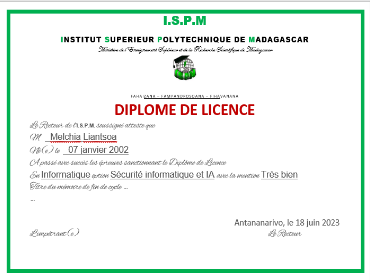 I.S.P.M
INSTITUT SUPERIEUR POLYTECHNIQUE DE MADAGASCAR
Ministère de l'Enseignement Supérieur et de la Recherche Scientifique de Madagascar
DIPLOME DE LICENCE
Le Recteur de l'I.S.P.M. soussigné atteste que
M Melchia Liantsoa
Né(e) le 07 janvier 2002
A passé avec succès les épreuves sanctionnant le Diplôme de Licence
En Informatique option Sécurité informatique et IA avec la mention Très bien
Titre du mémoire de fin de cycle ...
...
Antananarivo, le 18 juin 2023
L'impétrant(e) Le Recteur